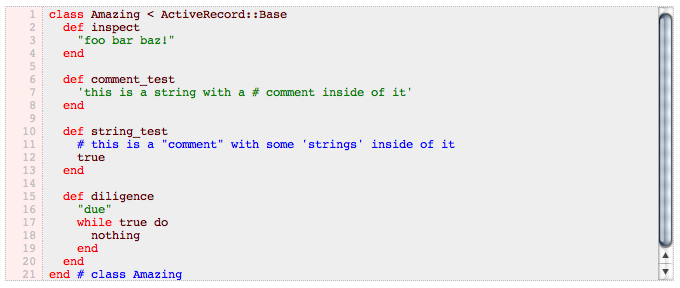 1 class Amazing < ActiveRecord::Base
2   def inspect
3     "foo bar baz!"
4   end
5
6   def comment_test
7     'this is a string with a # comment inside of it'
8   end
9
10   def string_test
11     # this is a "comment" with some 'strings' inside of it
12     true
13   end
14
15   def diligence
16     "due"
17     while true do
18       nothing
19     end
20   end
21 end # class Amazing